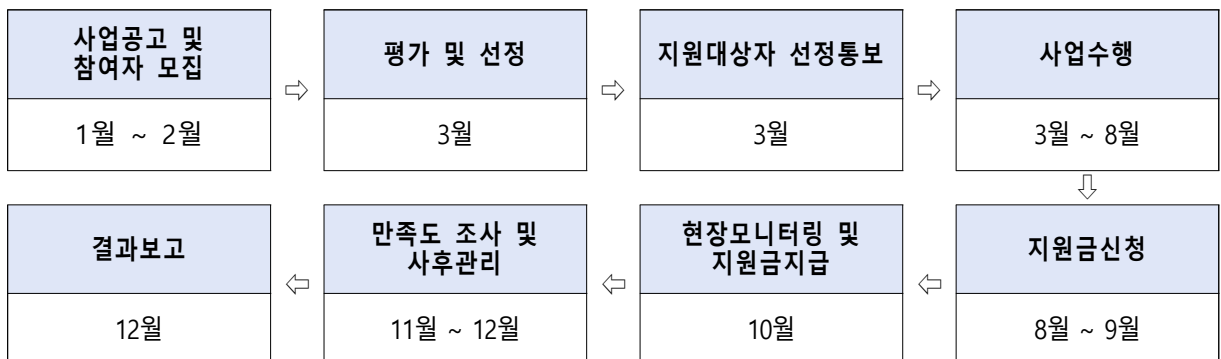 사업공고 및
참여자 모집
1월 ~ 2월
평가 및 선정
3월
지원대상자 선정통보
3월
사업수행
3월 ~ 8월
지원금신청
8월 ~ 9월
현장모니터링 및
지원금지급
10월
만족도 조사 및
사후관리
11월 ~ 12월
결과보고
12월